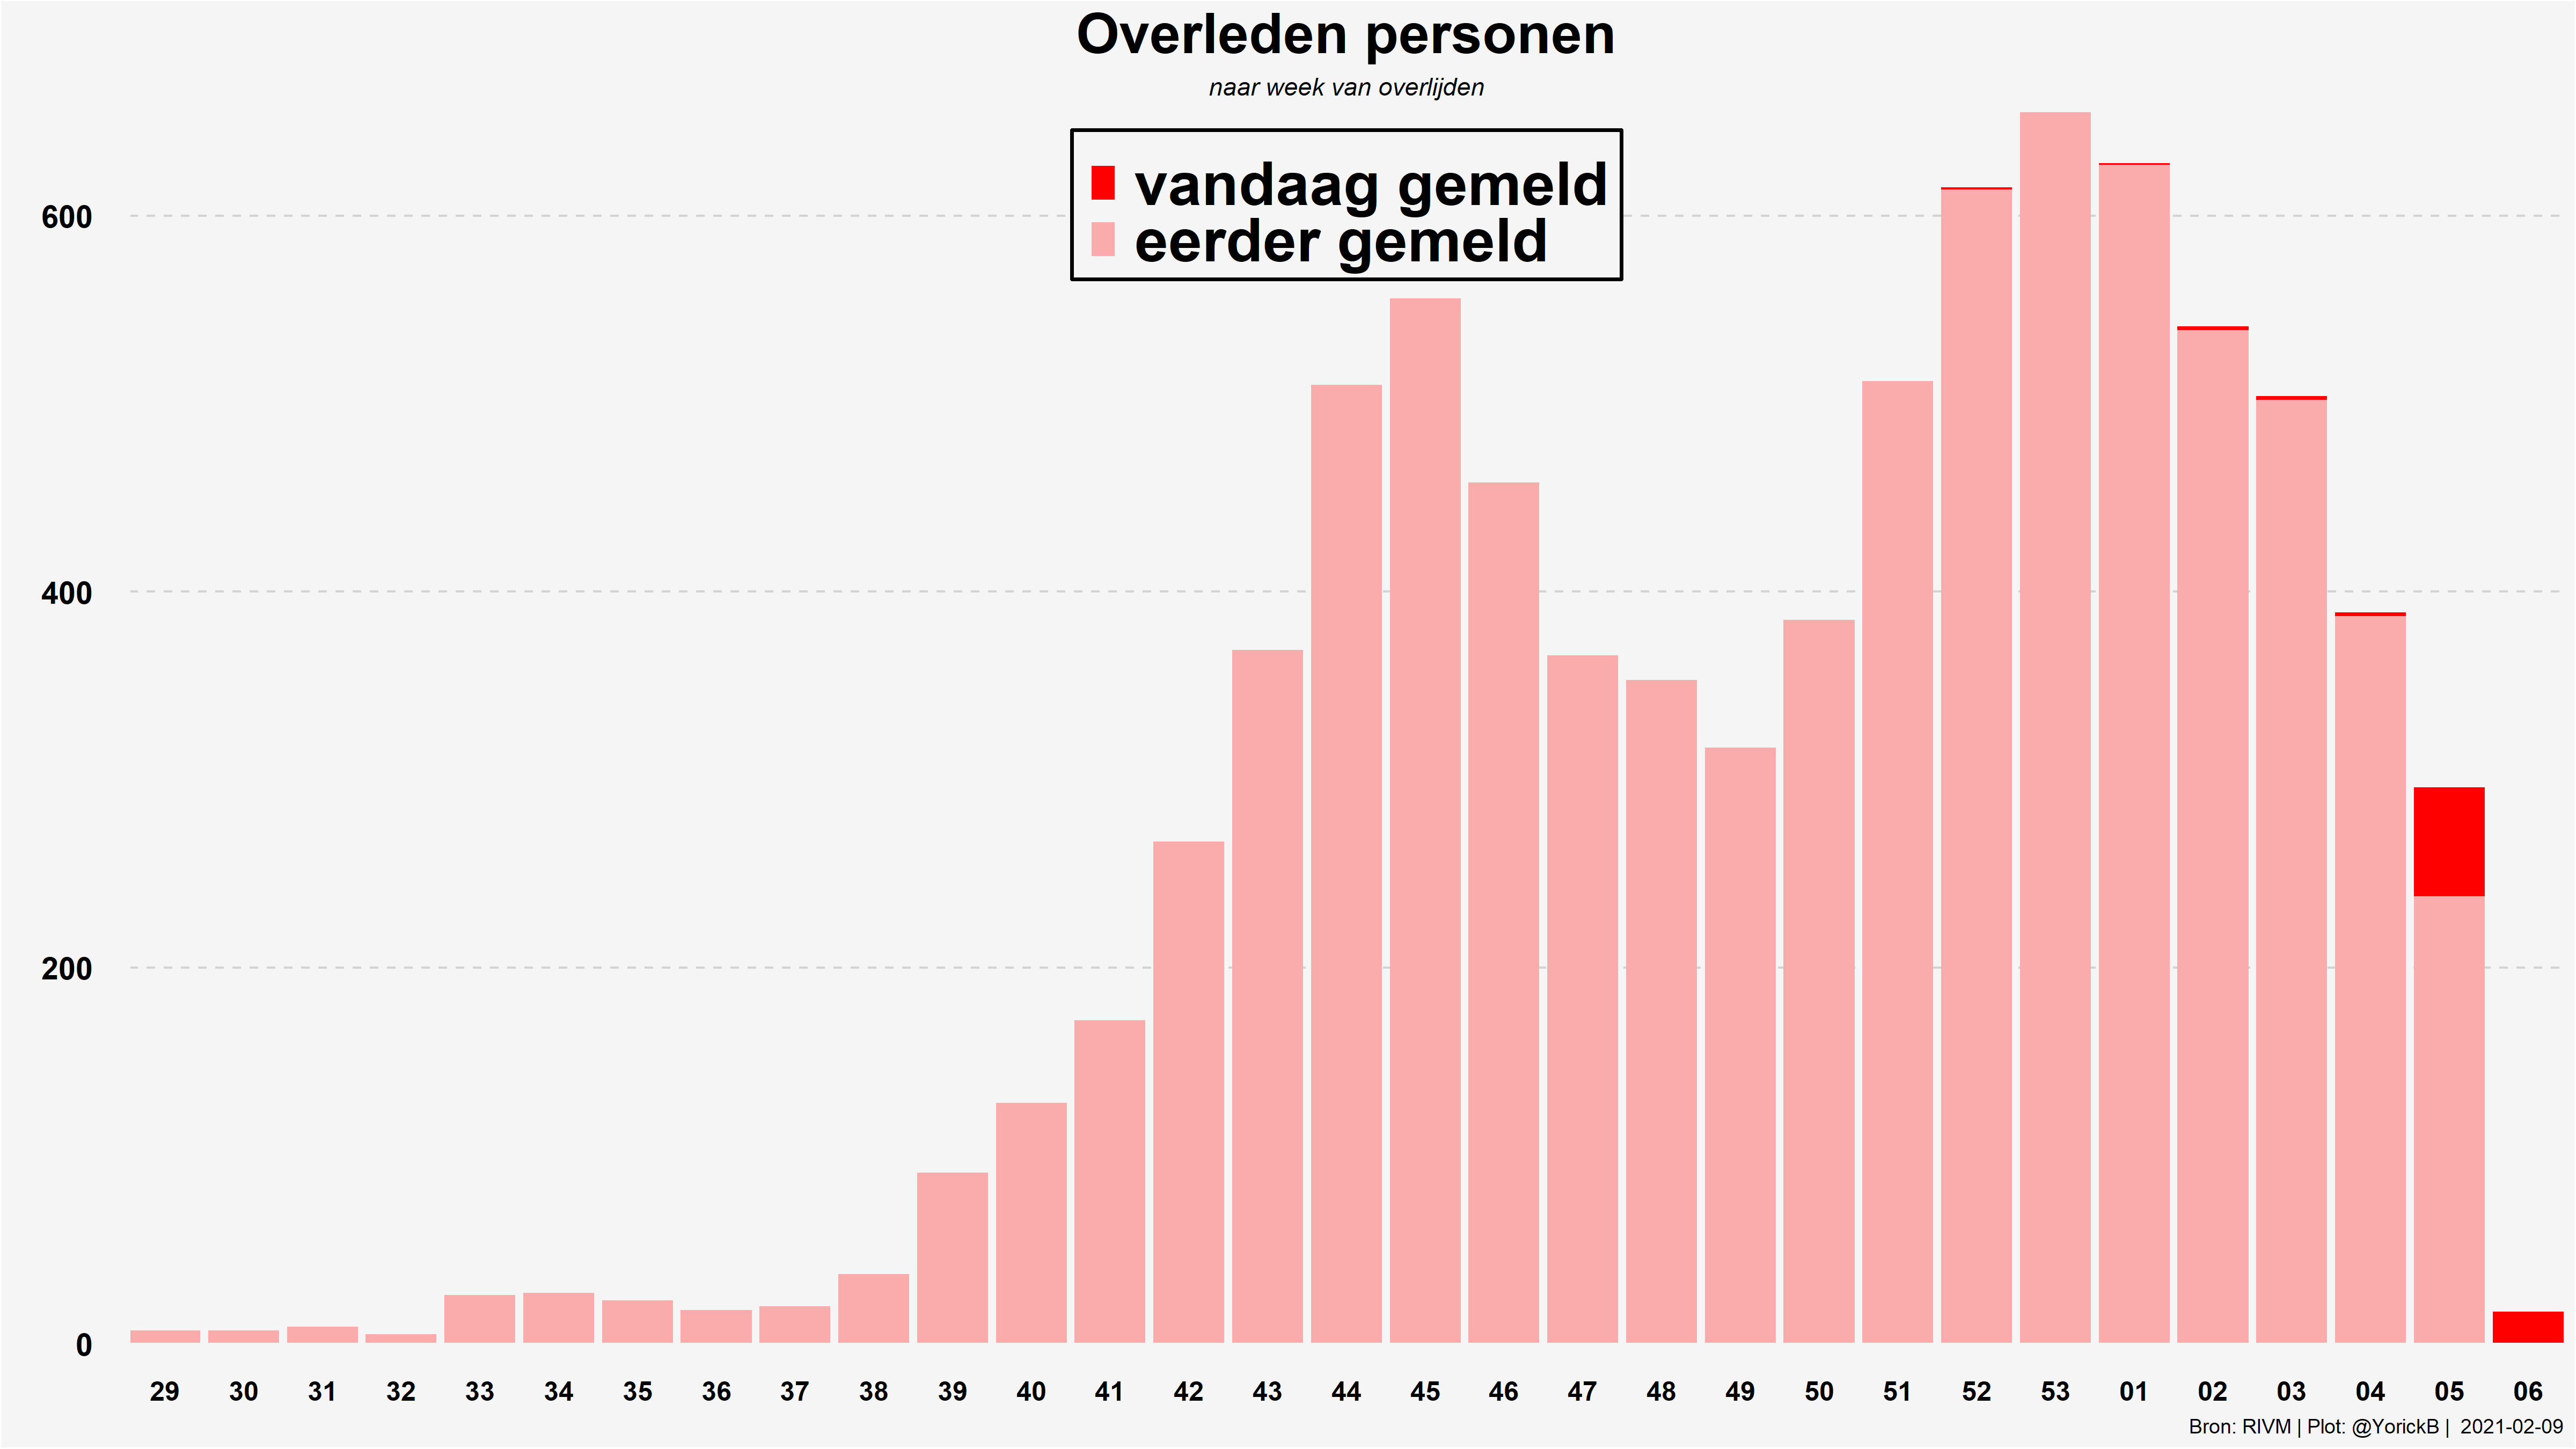 Overleden personen
naar week van overlijden
vandaag gemeld
eerder gemeld
600
400
200
0
29 30 31 32 33 34 35 36 37 38 39 40 41 42 43 44 45 46 47 48 49 50 51 52 53 01 02 03 04 05 06
Bron: RIVM | Plot: @YorickB | 2021-02-09